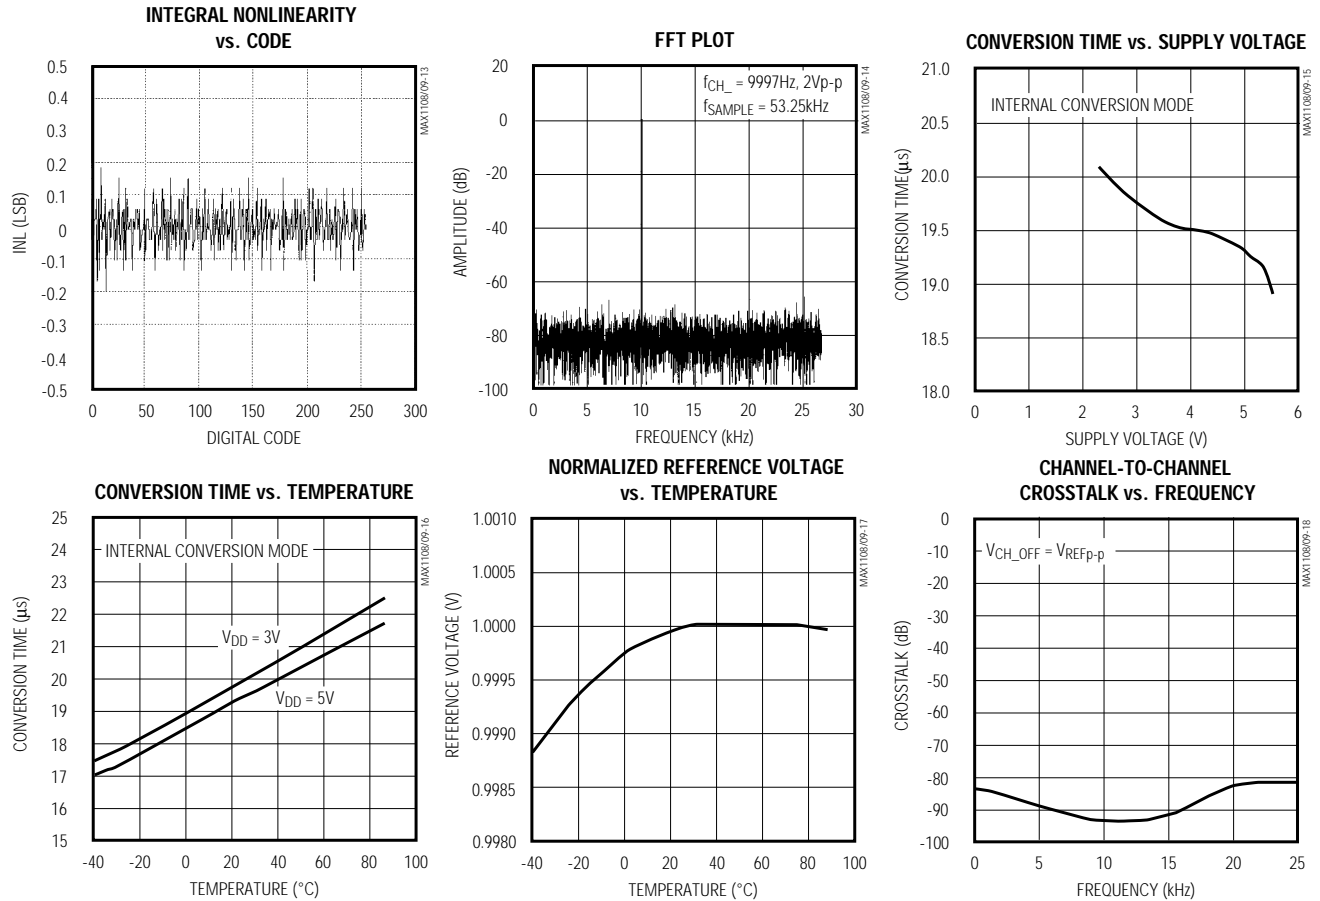 INTEGRAL NONLINEARITY
vs. CODE
0.5
0.4
0.3
0.2
0.1
0
-0.1
-0.2
-0.3
-0.4
-0.5
INL (LSB)
0 50 100 150 200 250 300
DIGITAL CODE
MAX1108/09-13
FFT PLOT
20
0
-20
-40
-60
-80
-100
AMPLITUDE (dB)
fCH_ = 9997Hz, 2Vp-p
fSAMPLE = 53.25kHz
0 5 10 15 20 25 30
FREQUENCY (kHz)
MAX1108/09-14
CONVERSION TIME vs. SUPPLY VOLTAGE
21.0
20.5
20.0
19.5
19.0
18.5
18.0
CONVERSION TIME(µs)
INTERNAL CONVERSION MODE
0 1 2 3 4 5 6
SUPPLY VOLTAGE (V)
MAX1108/09-15
CONVERSION TIME vs. TEMPERATURE
25
24
23
22
21
20
19
18
17
16
15
CONVERSION TIME (µs)
INTERNAL CONVERSION MODE
VDD = 3V
VDD = 5V
-40 -20 0 20 40 60 80 100
TEMPERATURE (°C)
MAX1108/09-16
NORMALIZED REFERENCE VOLTAGE
vs. TEMPERATURE
1.0010
1.0005
1.0000
0.9995
0.9990
0.9985
0.9980
REFERENCE VOLTAGE (V)
-40 -20 0 20 40 60 80 100
TEMPERATURE (°C)
MAX1108/09-17
CHANNEL-TO-CHANNEL
CROSSTALK vs. FREQUENCY
0
-10
-20
-30
-40
-50
-60
-70
-80
-90
-100
CROSSTALK (dB)
VCH_OFF = VREFp-p
0 5 10 15 20 25
FREQUENCY (kHz)
MAX1108/09-18